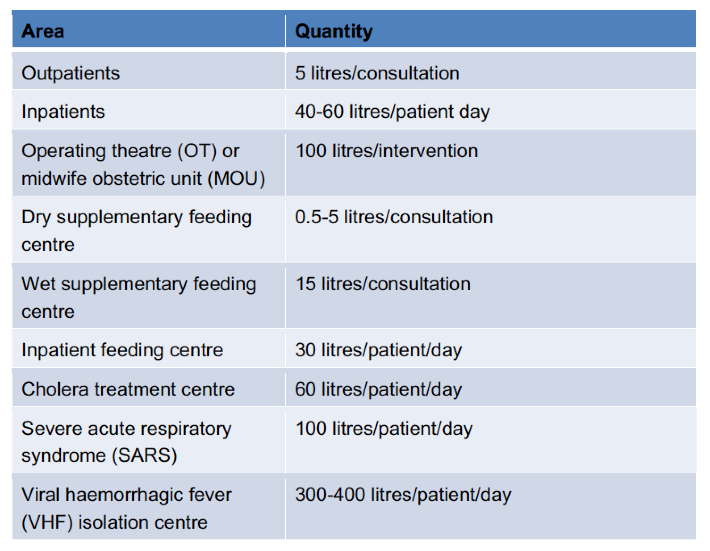 Area Quantity
Outpatients 5 litres/consultation
Inpatients 40-60 litres/patient day
Operating theatre (OT) or 100 litres/intervention
midwife obstetric unit (MOU)
Dry supplementary feeding 0.5-5 litres/consultation
centre
Wet supplementary feeding 15 litres/consultation
centre
Inpatient feeding centre 30 litres/patient/day
Cholera treatment centre 60 litres/patient/day
Severe acute respiratory 100 litres/patient/day
syndrome (SARS)
Viral haemorrhagic fever 300-400 litres/patient/day
(VHF) isolation centre